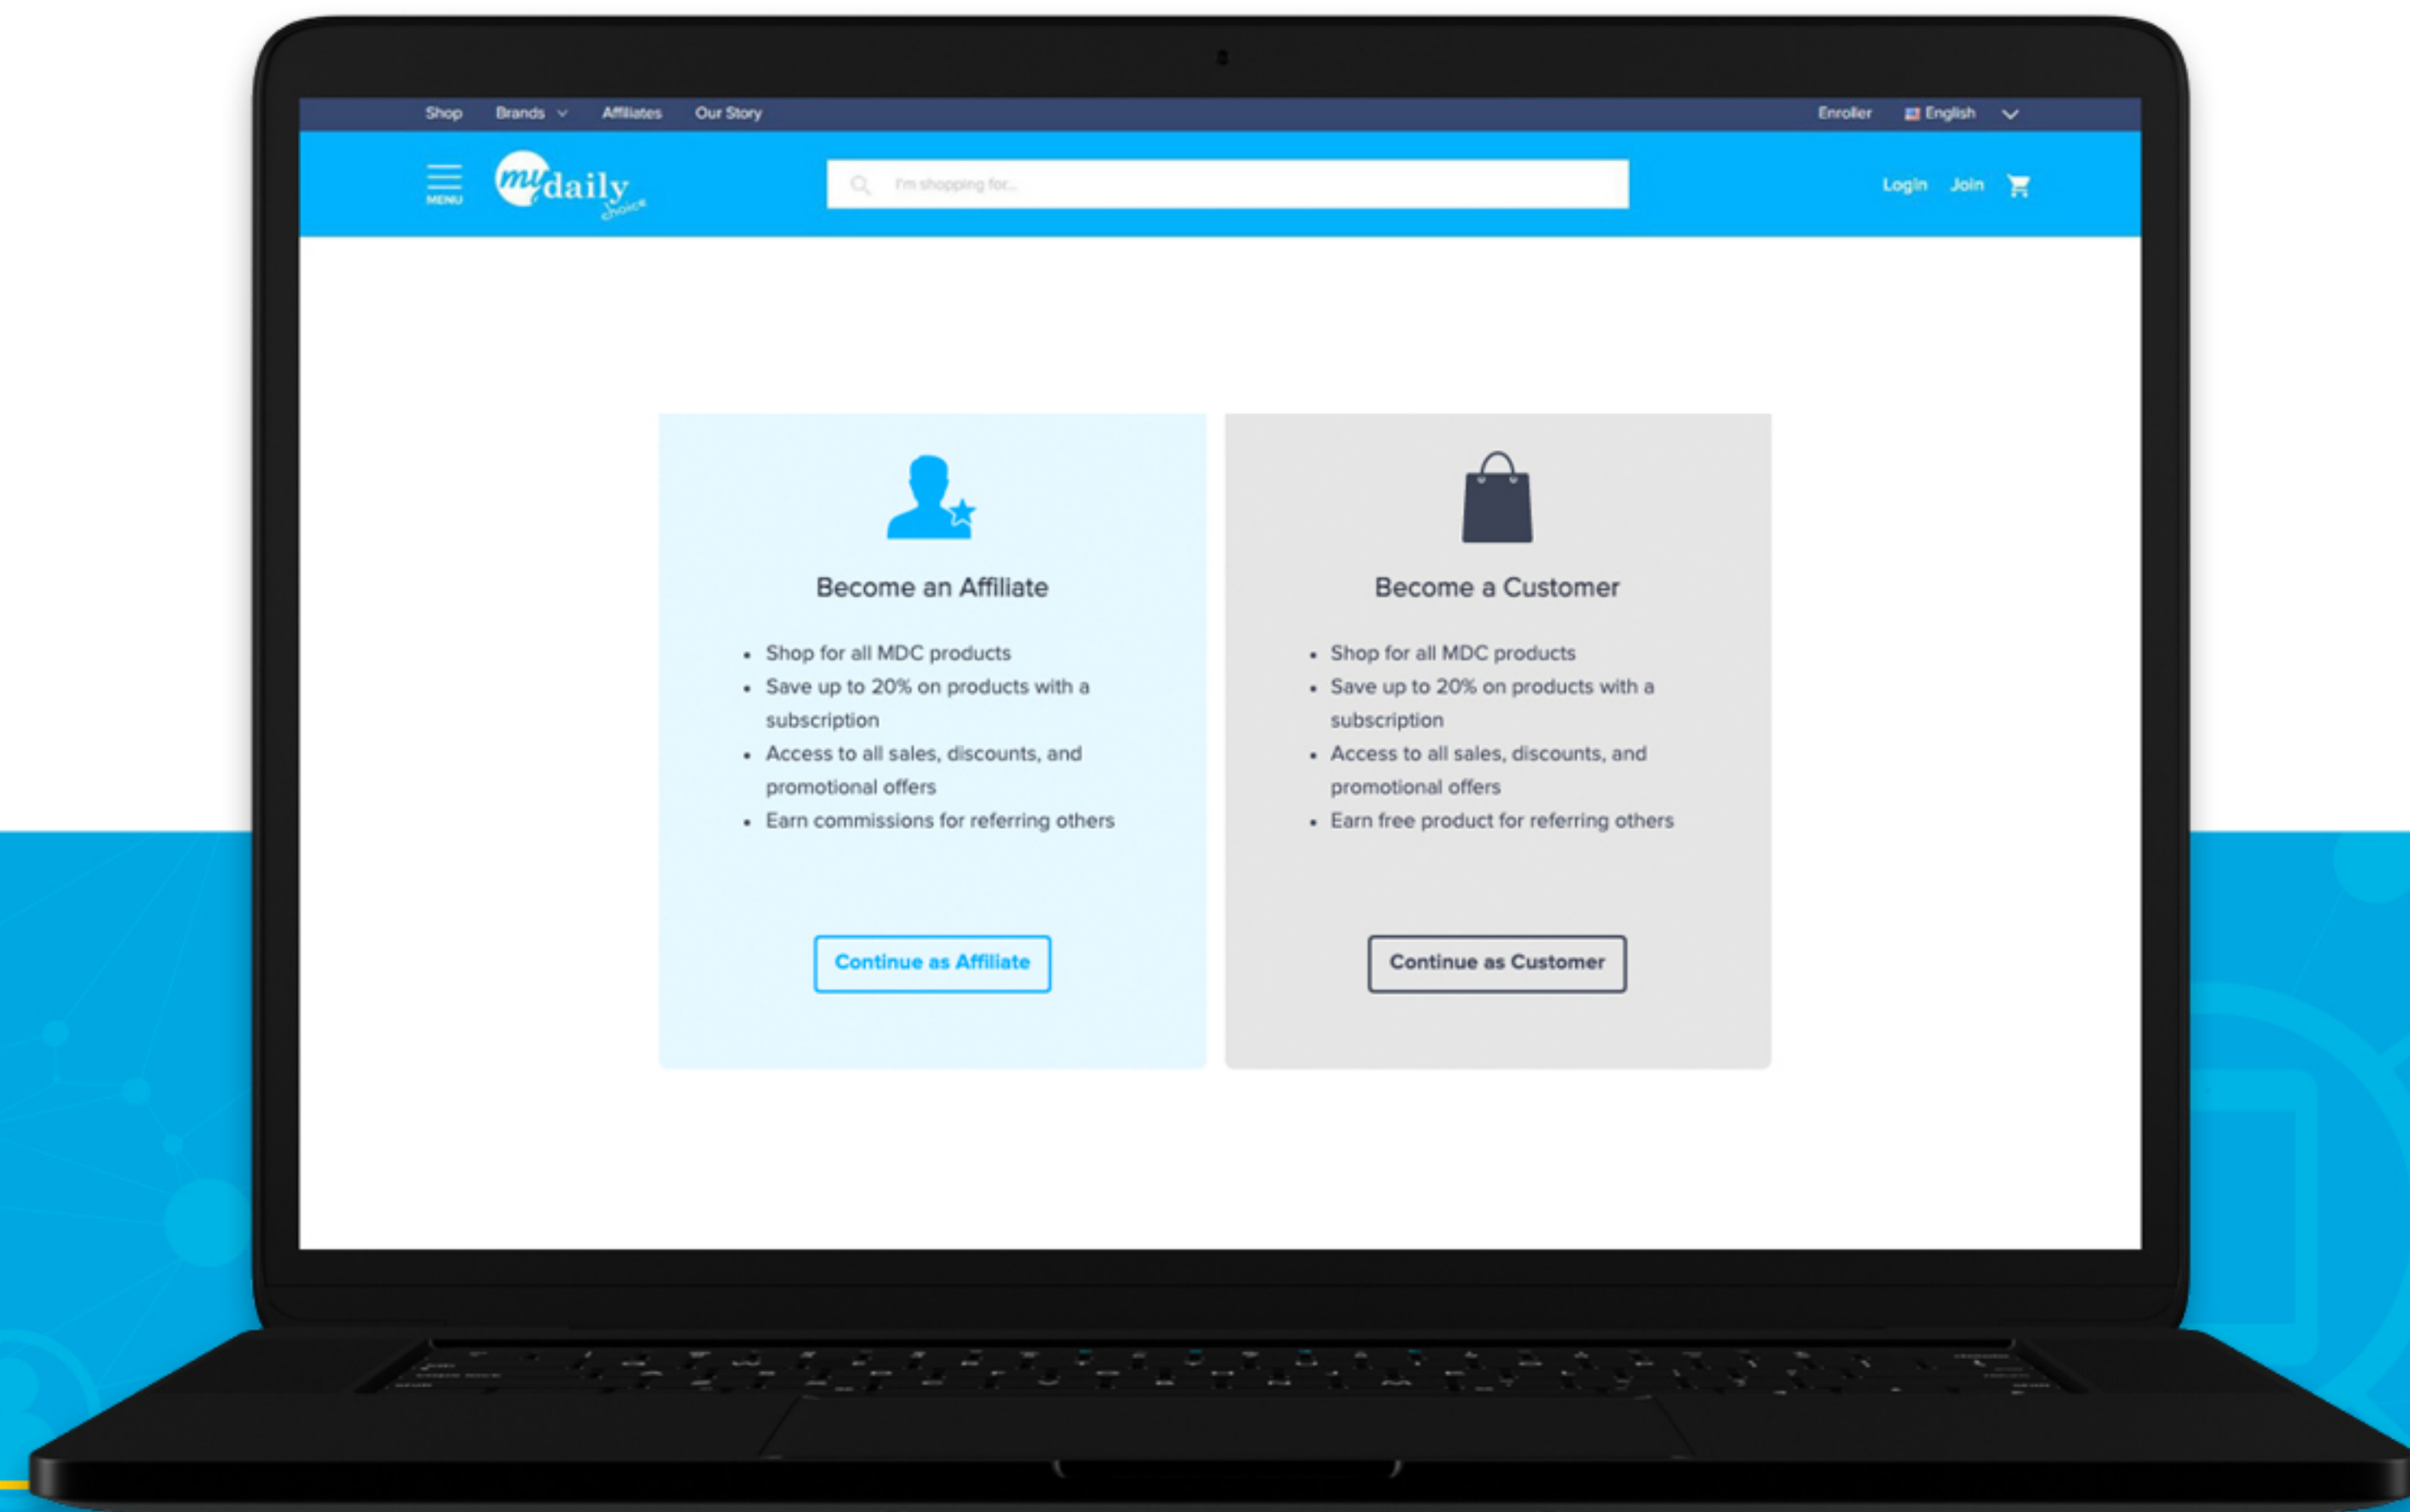 Shop Brands Affiliates Our Story Enroller English
MENU my daily choice I'm shopping for... Login Join
Become an Affiliate
Shop for all MDC products
Save up to 20% on products with a
subscription
Access to all sales, discounts, and
promotional offers
Earn commissions for referring others
Continue as Affiliate
Become a Customer
Shop for all MDC products
Save up to 20% on products with a
subscription
Access to all sales, discounts, and
promotional offers
Earn free product for referring others
Continue as Customer